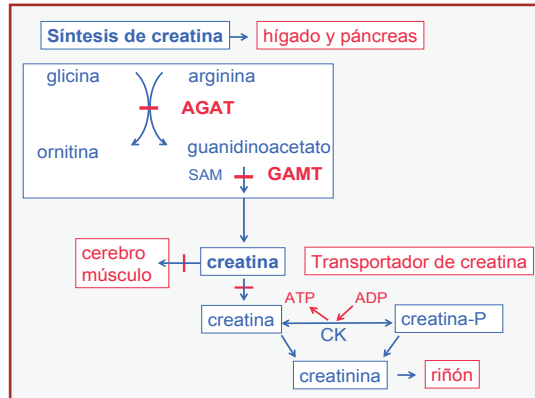 Síntesis de creatina
hígado y páncreas
glicina
arginina
AGAT
ornitina
guanidinoacetato
SAM
GAMT
cerebro
músculo
creatina
Transportador de creatina
ATP
ADP
creatina
CK
creatina-P
creatinina
riñón